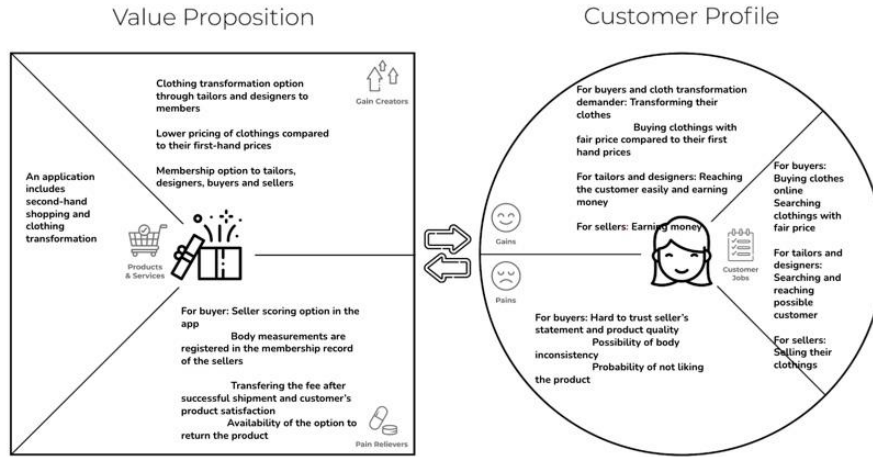 Value Proposition
Customer Profile
Clothing transformation option
through tailors and designers to
members
Lower pricing of clothings compared
to their first-hand prices
Membership option to tailors,
designers, buyers and sellers
Gain Creators
An application
includes
second-hand
shopping and
clothing
transformation
Products
& Services
For buyer: Seller scoring option in the
app
Body measurements are
registered in the membership record
of the sellers
Transfering the fee after
successful shipment and customer's
product satisfaction
Availability of the option to
return the product
Pain Relievers
For buyers and cloth transformation
demander: Transforming their
clothes
Buying clothings with
fair price compared to their first
hand prices
For tailors and designers: Reaching
the customer easily and earning
money
For sellers: Earning money
Gains
Pains
For buyers: Hard to trust seller's
statement and product quality
Possibility of body
inconsistency
Probability of not liking
the product
Customer
Jobs
For buyers:
Buying clothes
online
Searching
clothings with
fair price
For tailors and
designers:
Searching and
reaching
possible
customer
For sellers:
Selling their
clothings